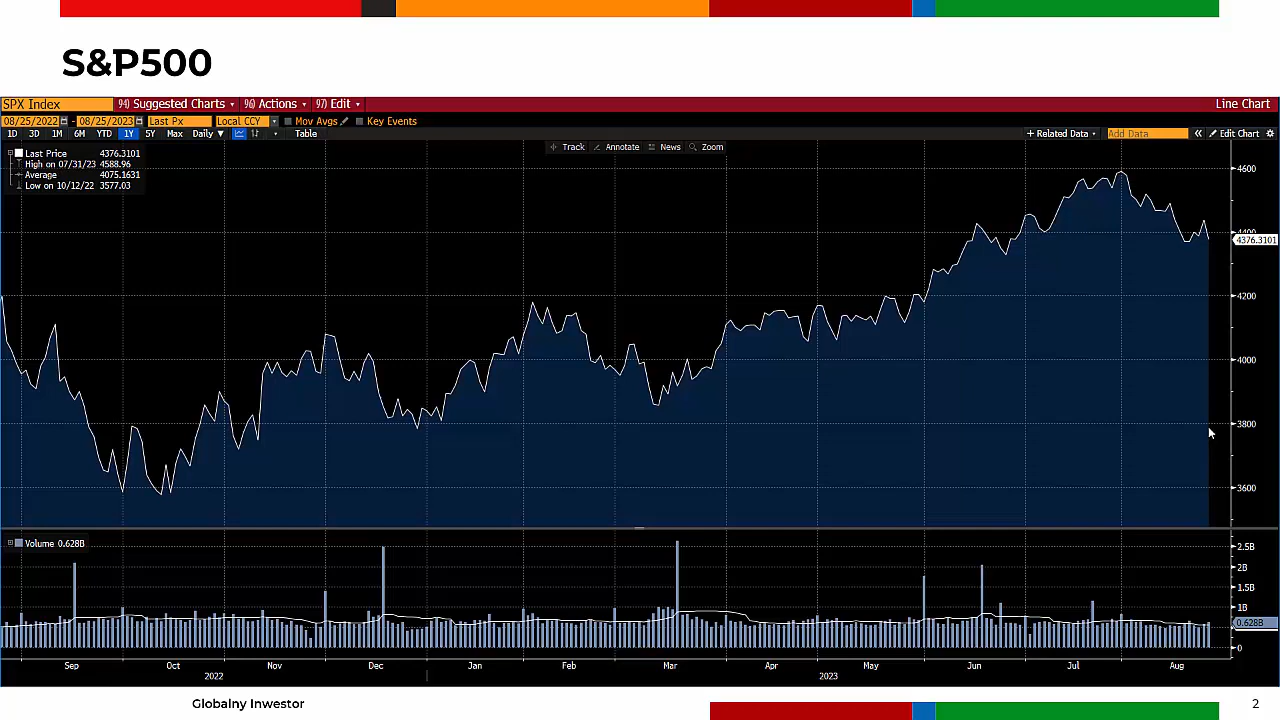 S&P500
SPX Index 94) Suggested Charts 96) Actions 97) Edit Line Chart
08/25/2022 - 08/25/2023 Last Px Local CCY Mov Avgs Key Events
1D 3D 1M 6M YTD 1Y 5Y Max Daily ▼ Table + Related Data Add Data « Edit Chart
Track Annotate News Zoom
Last Price 4376.3101
High on 07/31/23 4588.96
Average 4075.1631
Low on 10/12/22 3577.03
4600
4400
4376.3101
4200
4000
3800
3600
Volume 0.628B
2.5B
2B
1.5B
1B
0.628B
0
Sep Oct Nov Dec Jan Feb Mar Apr May Jun Jul Aug
2022 2023
Globalny Inwestor 2